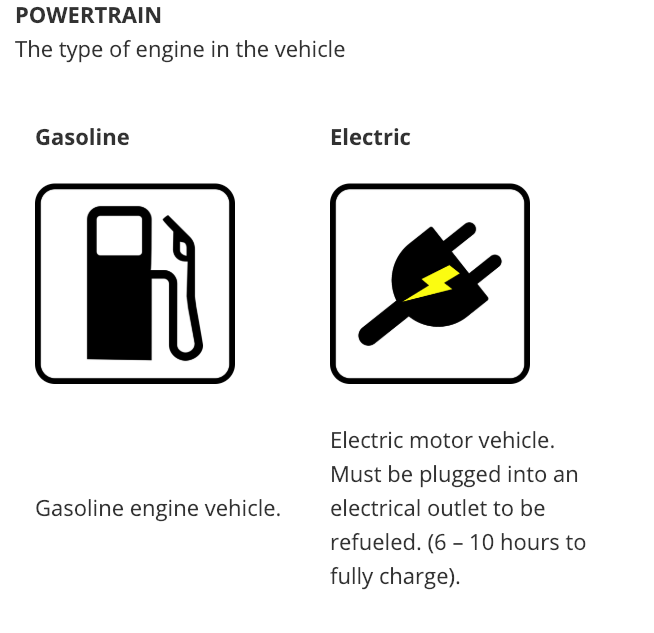 POWERTRAIN
The type of engine in the vehicle
Gasoline
Electric
Gasoline engine vehicle.
Electric motor vehicle.
Must be plugged into an
electrical outlet to be
refueled. (6 – 10 hours to
fully charge).